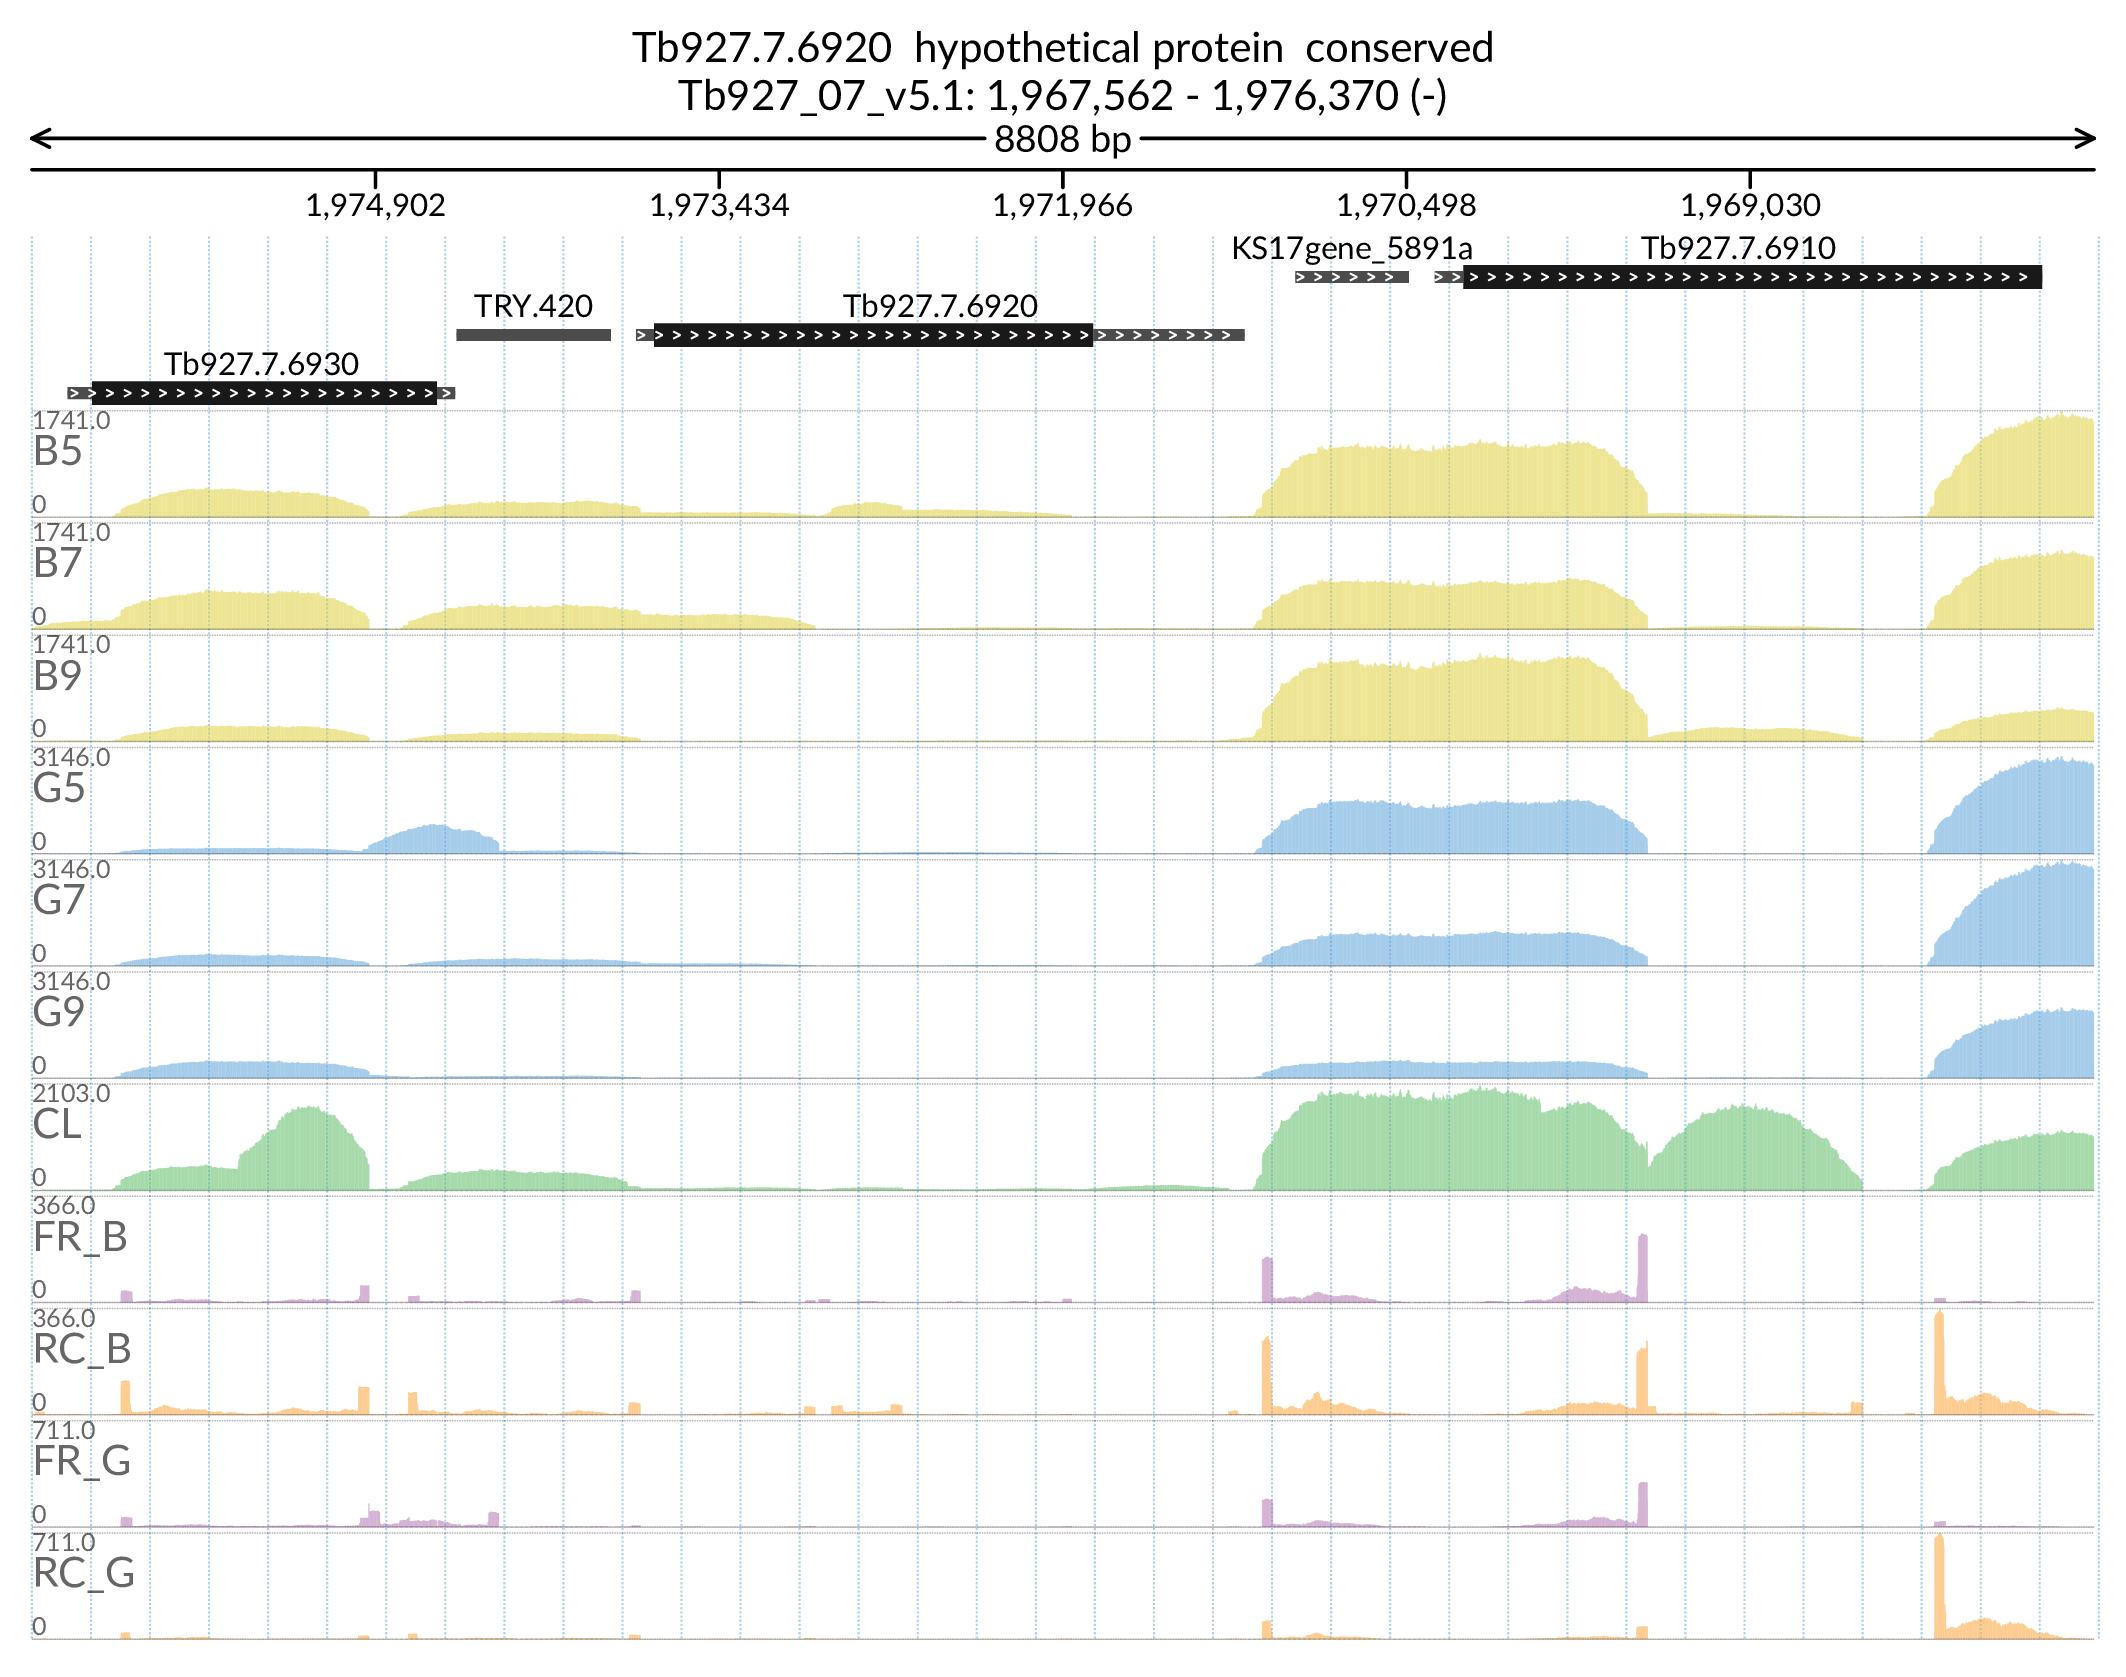 Tb927.7.6920 hypothetical protein conserved
Tb927_07_v5.1: 1,967,562 - 1,976,370 (-)
8808 bp
1,974,902 1,973,434 1,971,966 1,970,498 1,969,030
KS17gene_5891a Tb927.7.6910
TRY.420 Tb927.7.6920
Tb927.7.6930
1741.0
B5
0
1741.0
B7
0
1741.0
B9
0
3146.0
G5
0
3146.0
G7
0
3146.0
G9
0
2103.0
CL
0
366.0
FR_B
0
366.0
RC_B
0
711.0
FR_G
0
711.0
RC_G
0